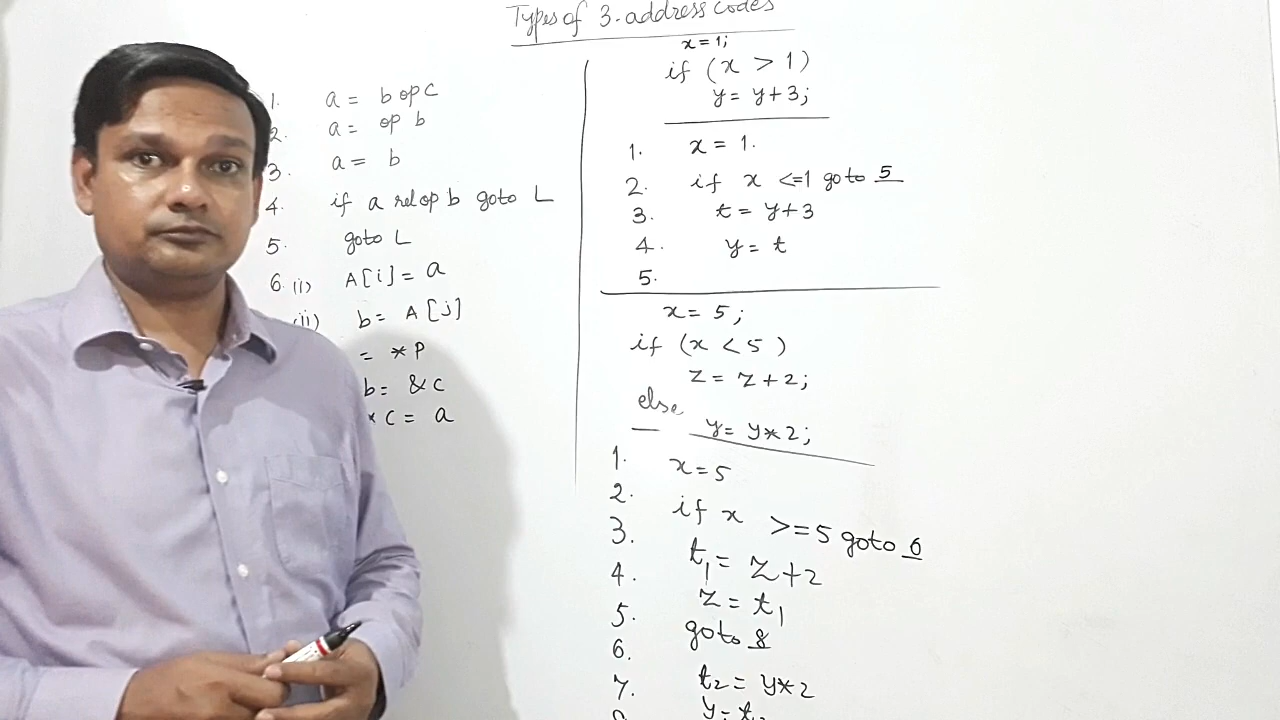 Types of 3-address codes
1. a = b op c
2. a = op b
3. a = b
4. if a relop b goto L
5. goto L
6. (i) A[i] = a
(ii) b = A[j]
= *P
b = &c
* c = a
x = 1;
if (x > 1)
y = y+3;
1. x = 1.
2. if x <=1 goto 5
3. t = y+3
4. y = t
5.
x = 5;
if (x < 5)
z = z+2;
else
y = y*2;
1. x = 5
2. if x >= 5 goto 6
3. t1 = z+2
4. z = t1
5. goto 8
6. t2 = y*2
7. y = t2